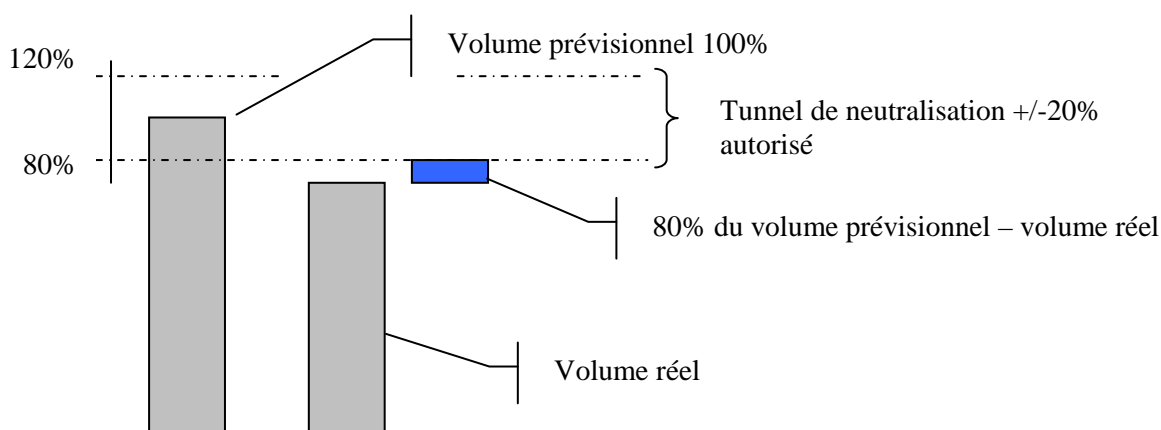 Volume prévisionnel 100%
120%
Tunnel de neutralisation +/-20%
autorisé
80%
80% du volume prévisionnel – volume réel
Volume réel